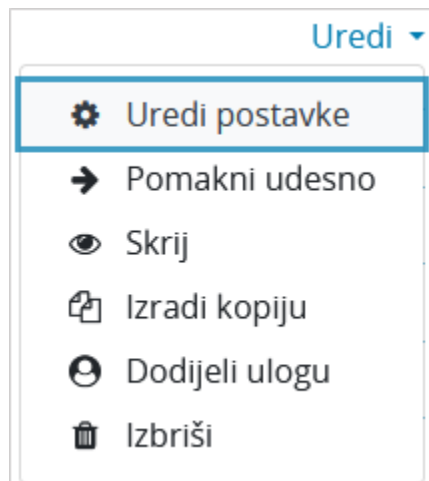 Uredi
Uredi postavke
Pomakni udesno
Skrij
Izradi kopiju
Dodijeli ulogu
Izbriši